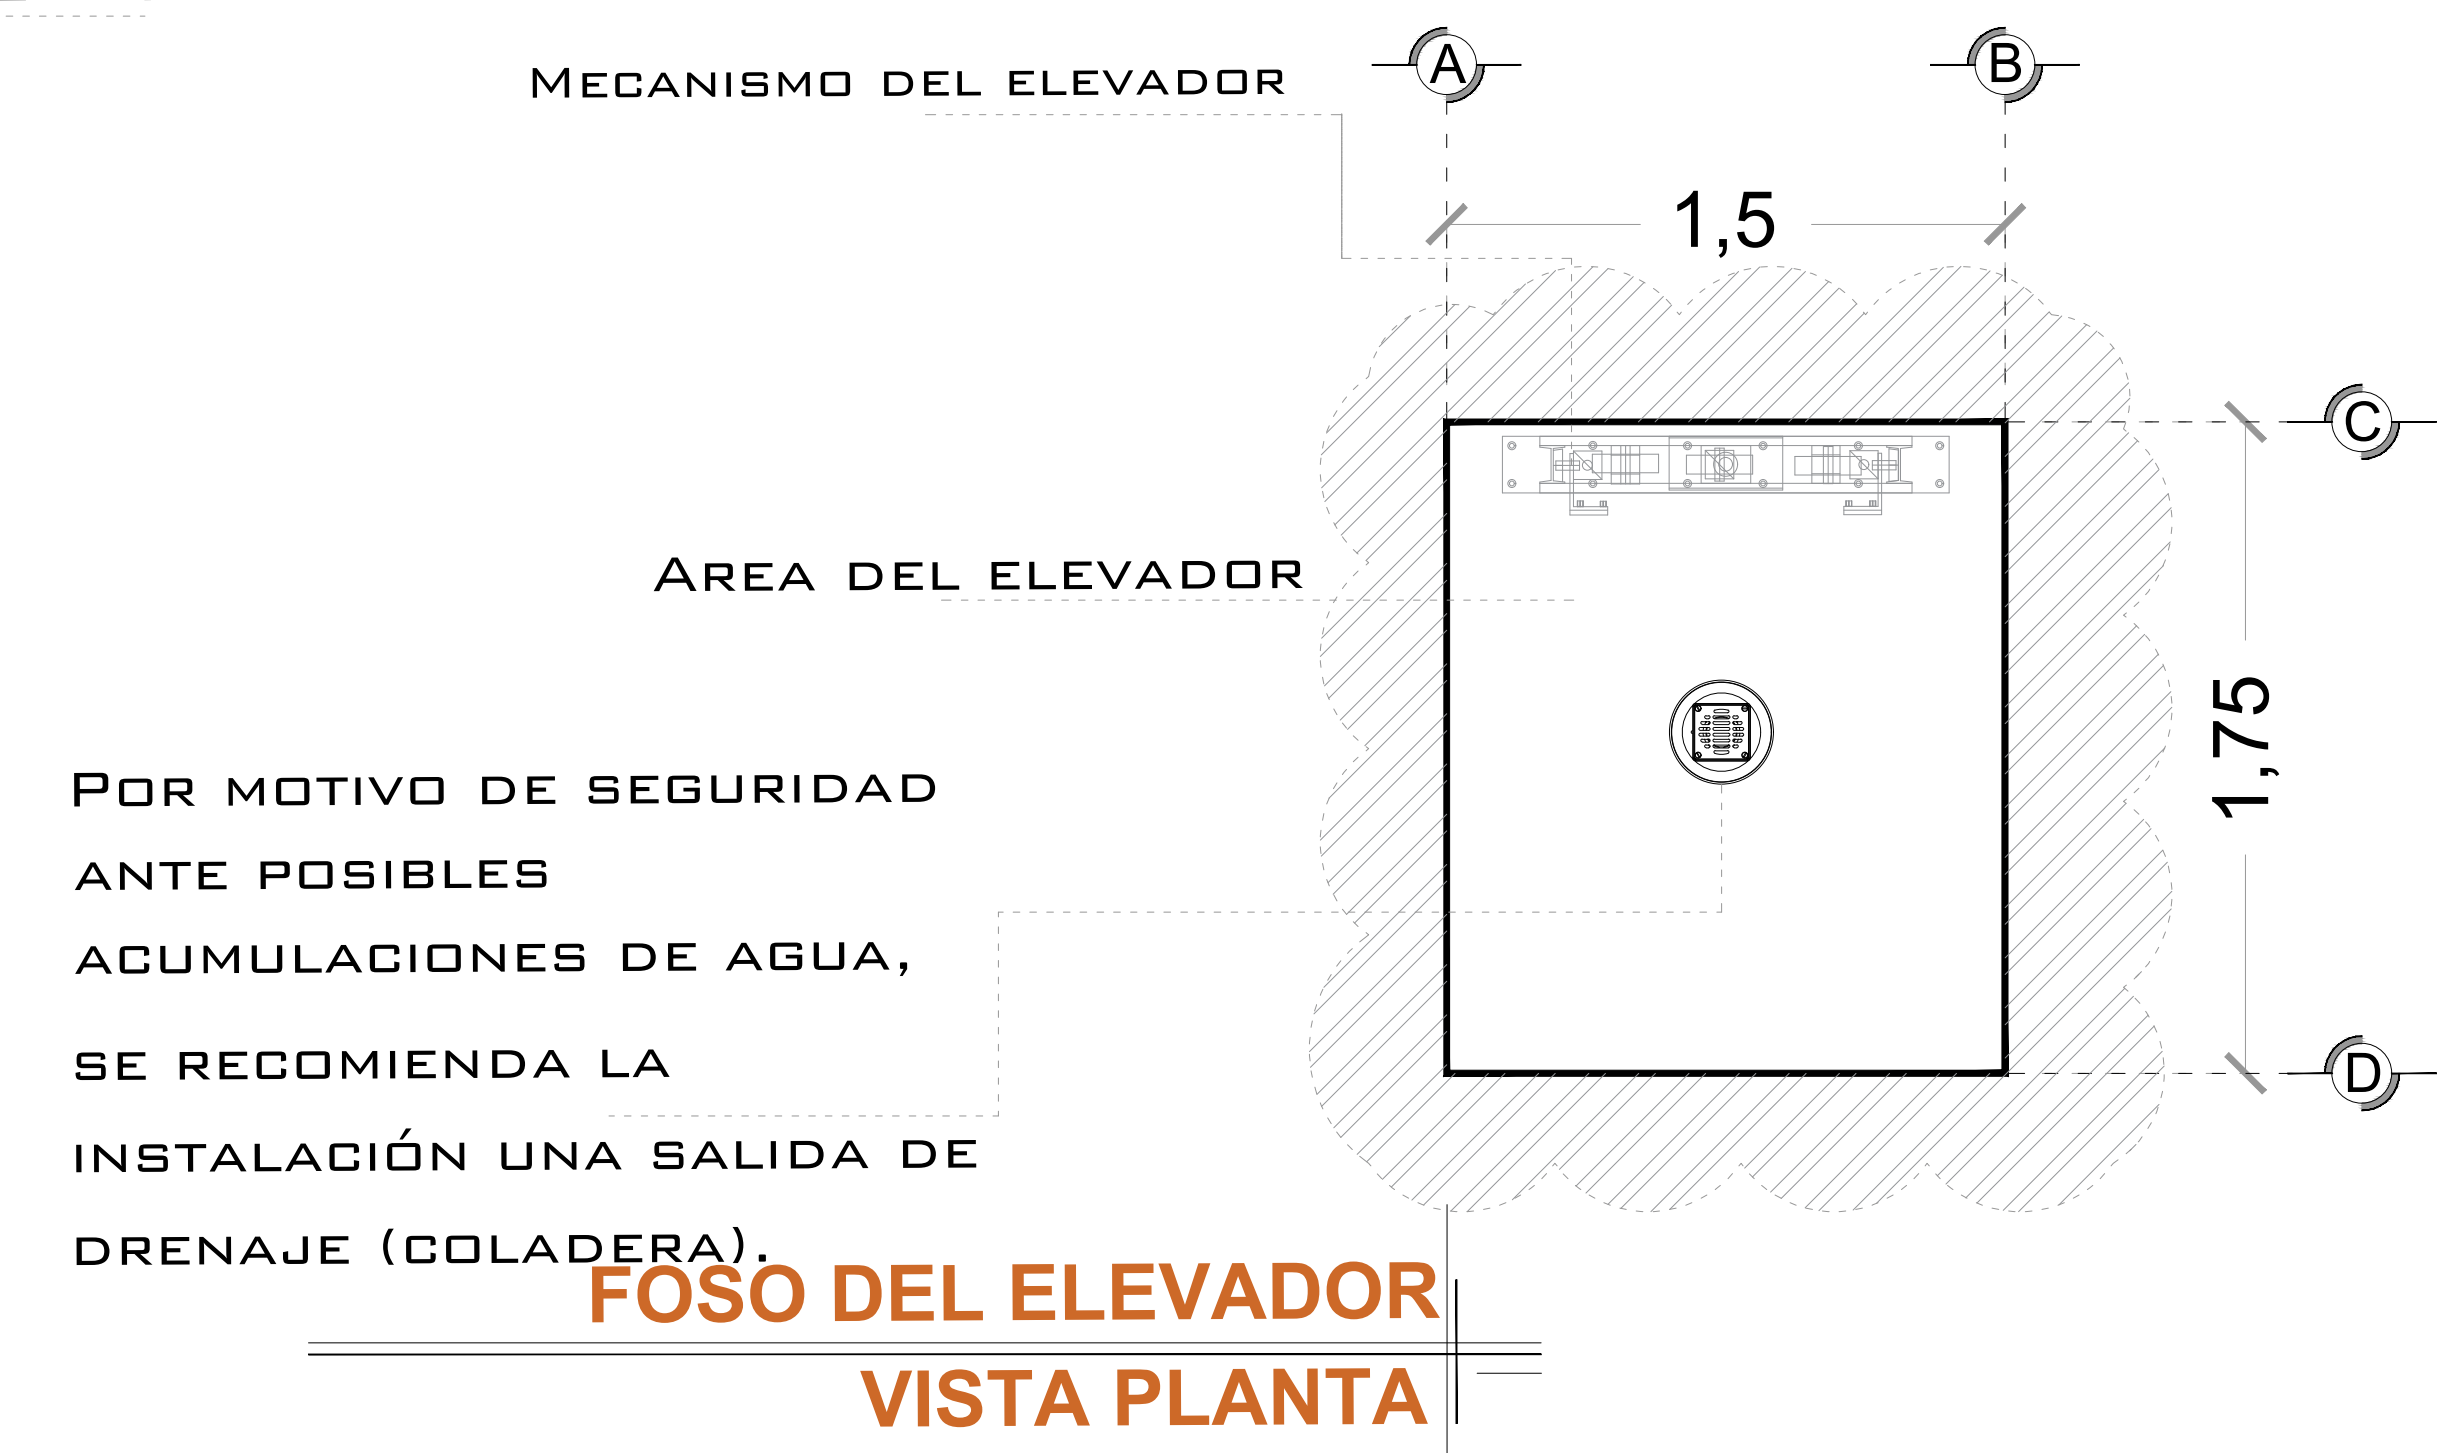 A
B
MECANISMO DEL ELEVADOR
1,5
C
AREA DEL ELEVADOR
1,75
POR MOTIVO DE SEGURIDAD
ANTE POSIBLES
ACUMULACIONES DE AGUA,
SE RECOMIENDA LA
INSTALACIÓN UNA SALIDA DE
DRENAJE (COLADERA).
D
FOSO DEL ELEVADOR
VISTA PLANTA